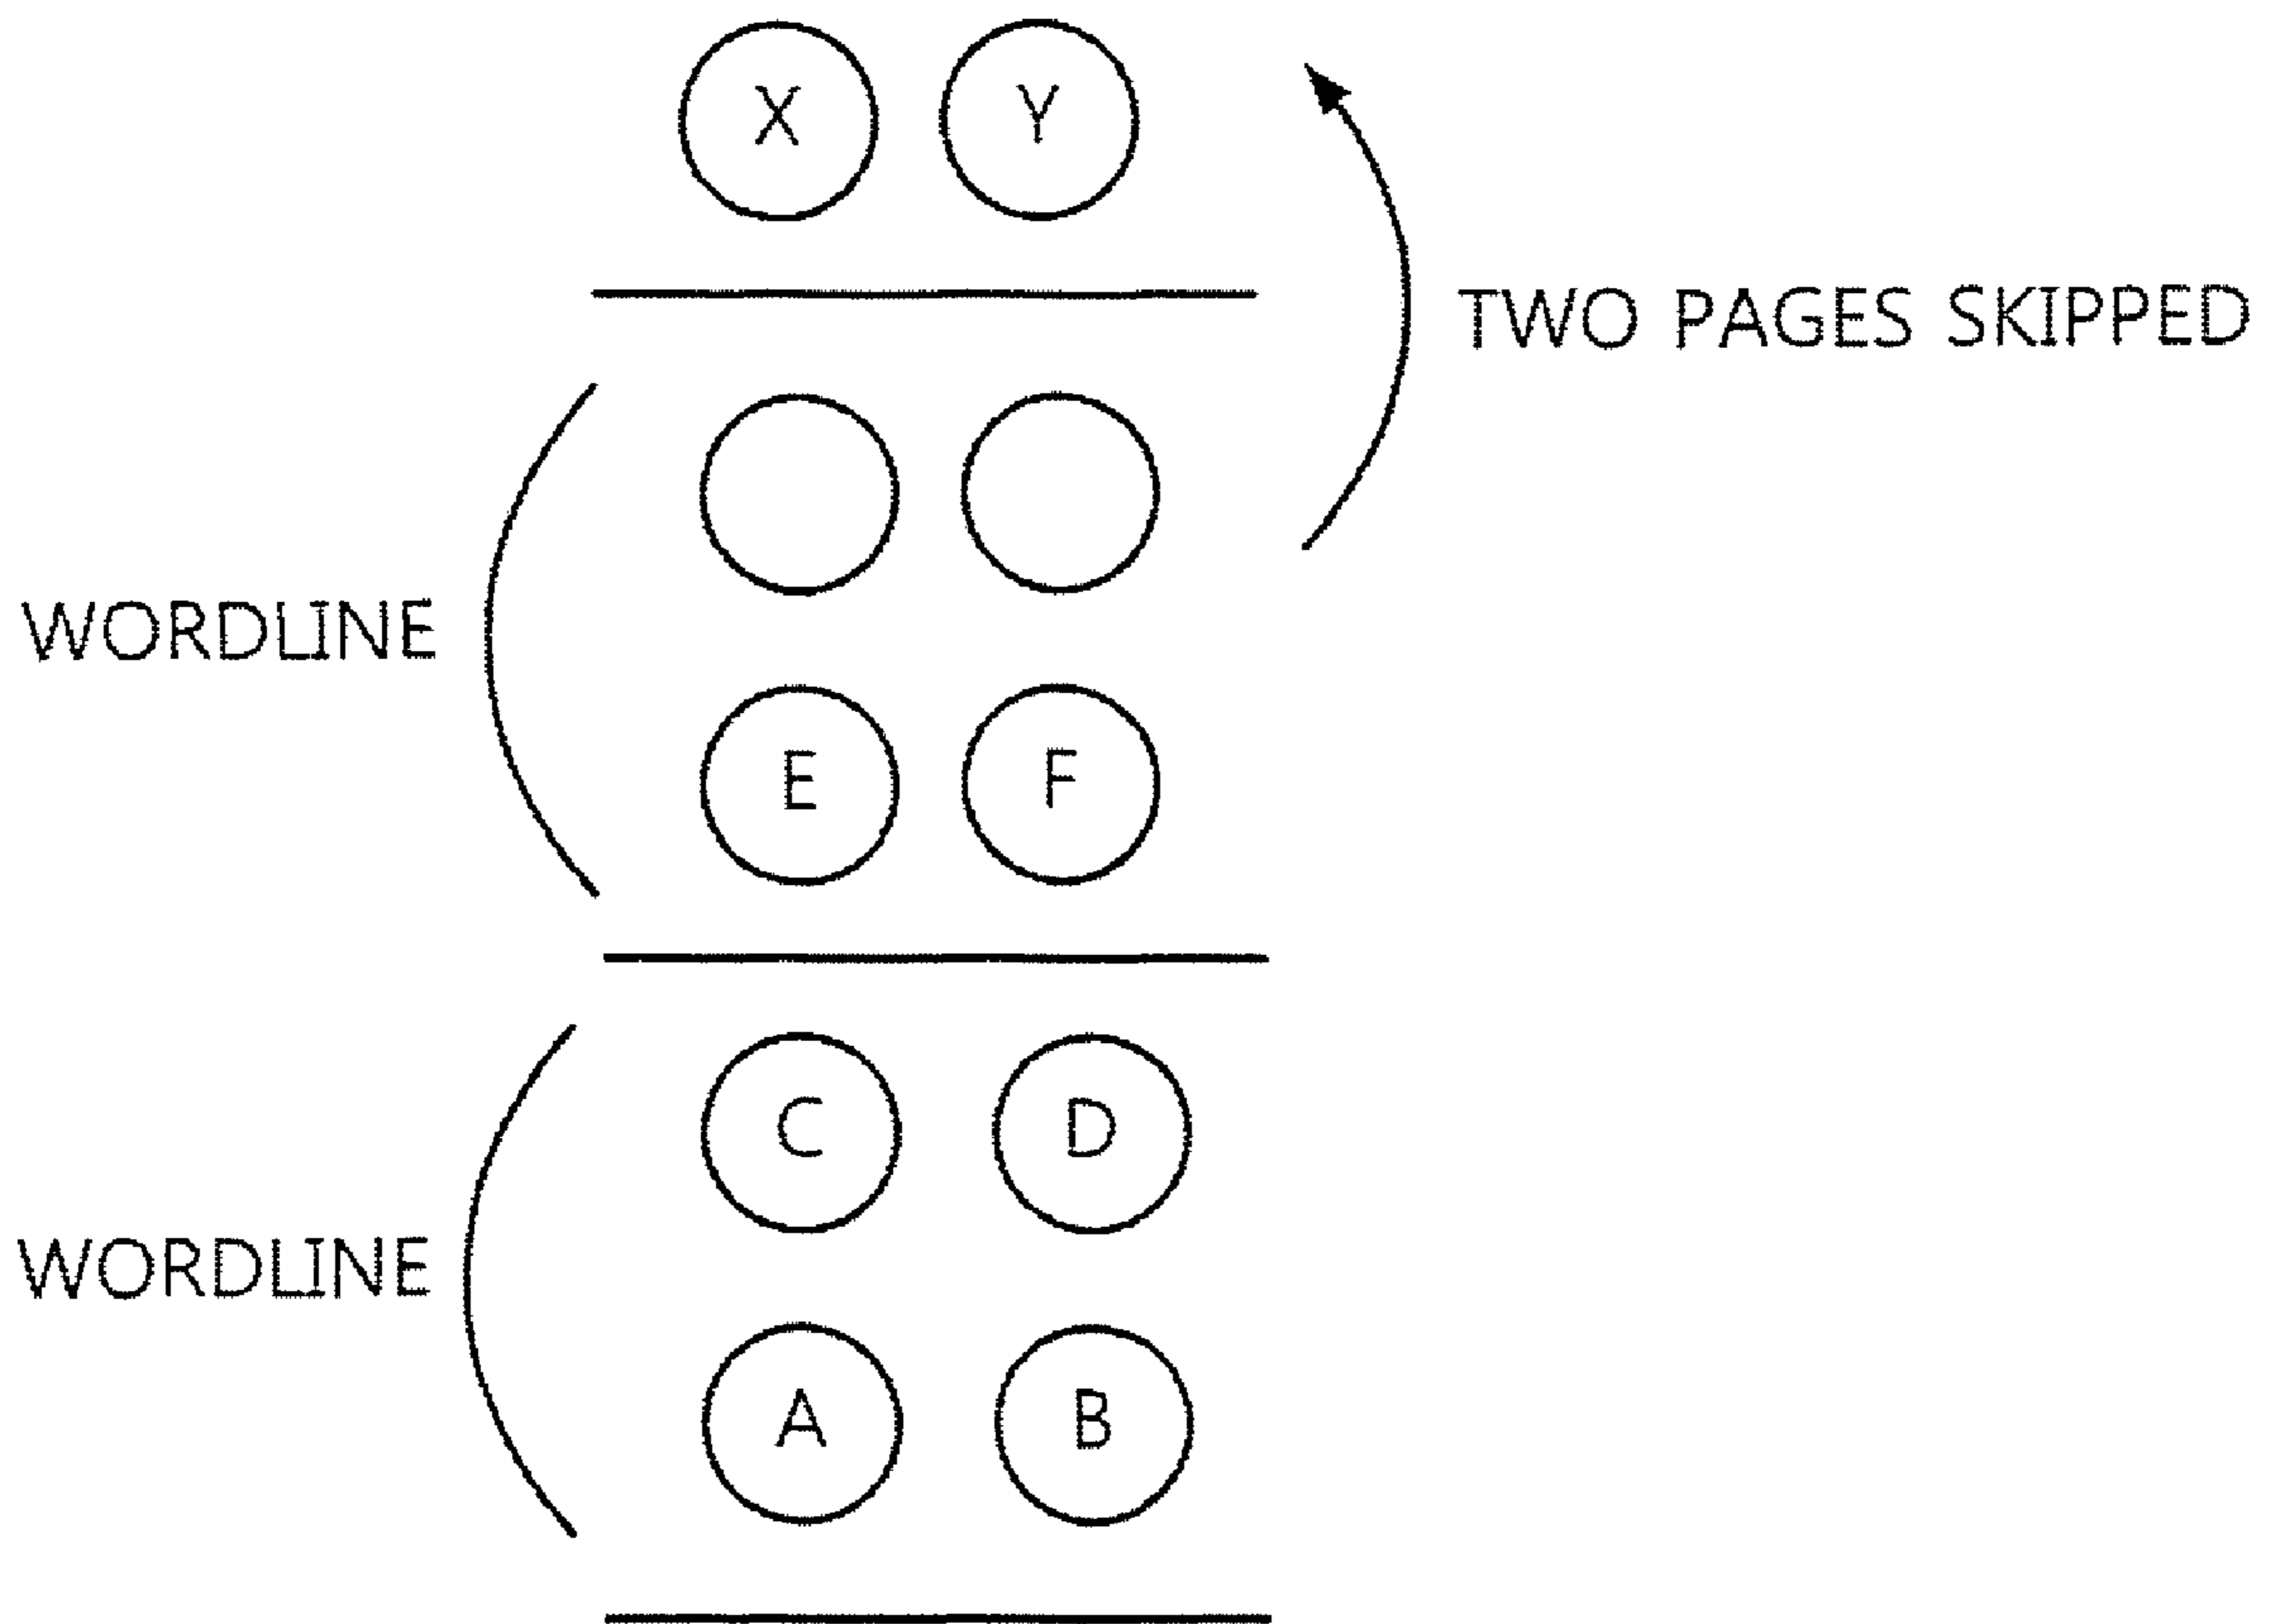 X Y
TWO PAGES SKIPPED
WORDLINE
E F
C D
WORDLINE
A B